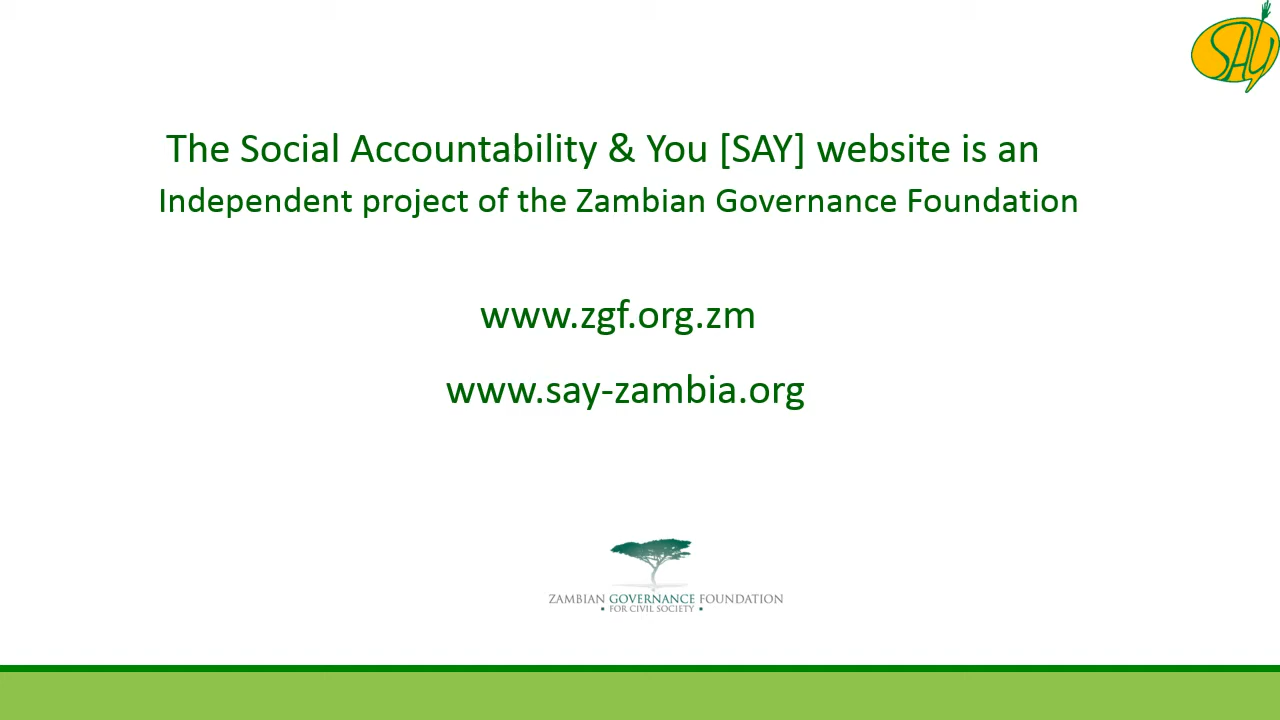 SAY
The Social Accountability & You [SAY] website is an
Independent project of the Zambian Governance Foundation
www.zgf.org.zm
www.say-zambia.org
ZAMBIAN GOVERNANCE FOUNDATION
• FOR CIVIL SOCIETY •